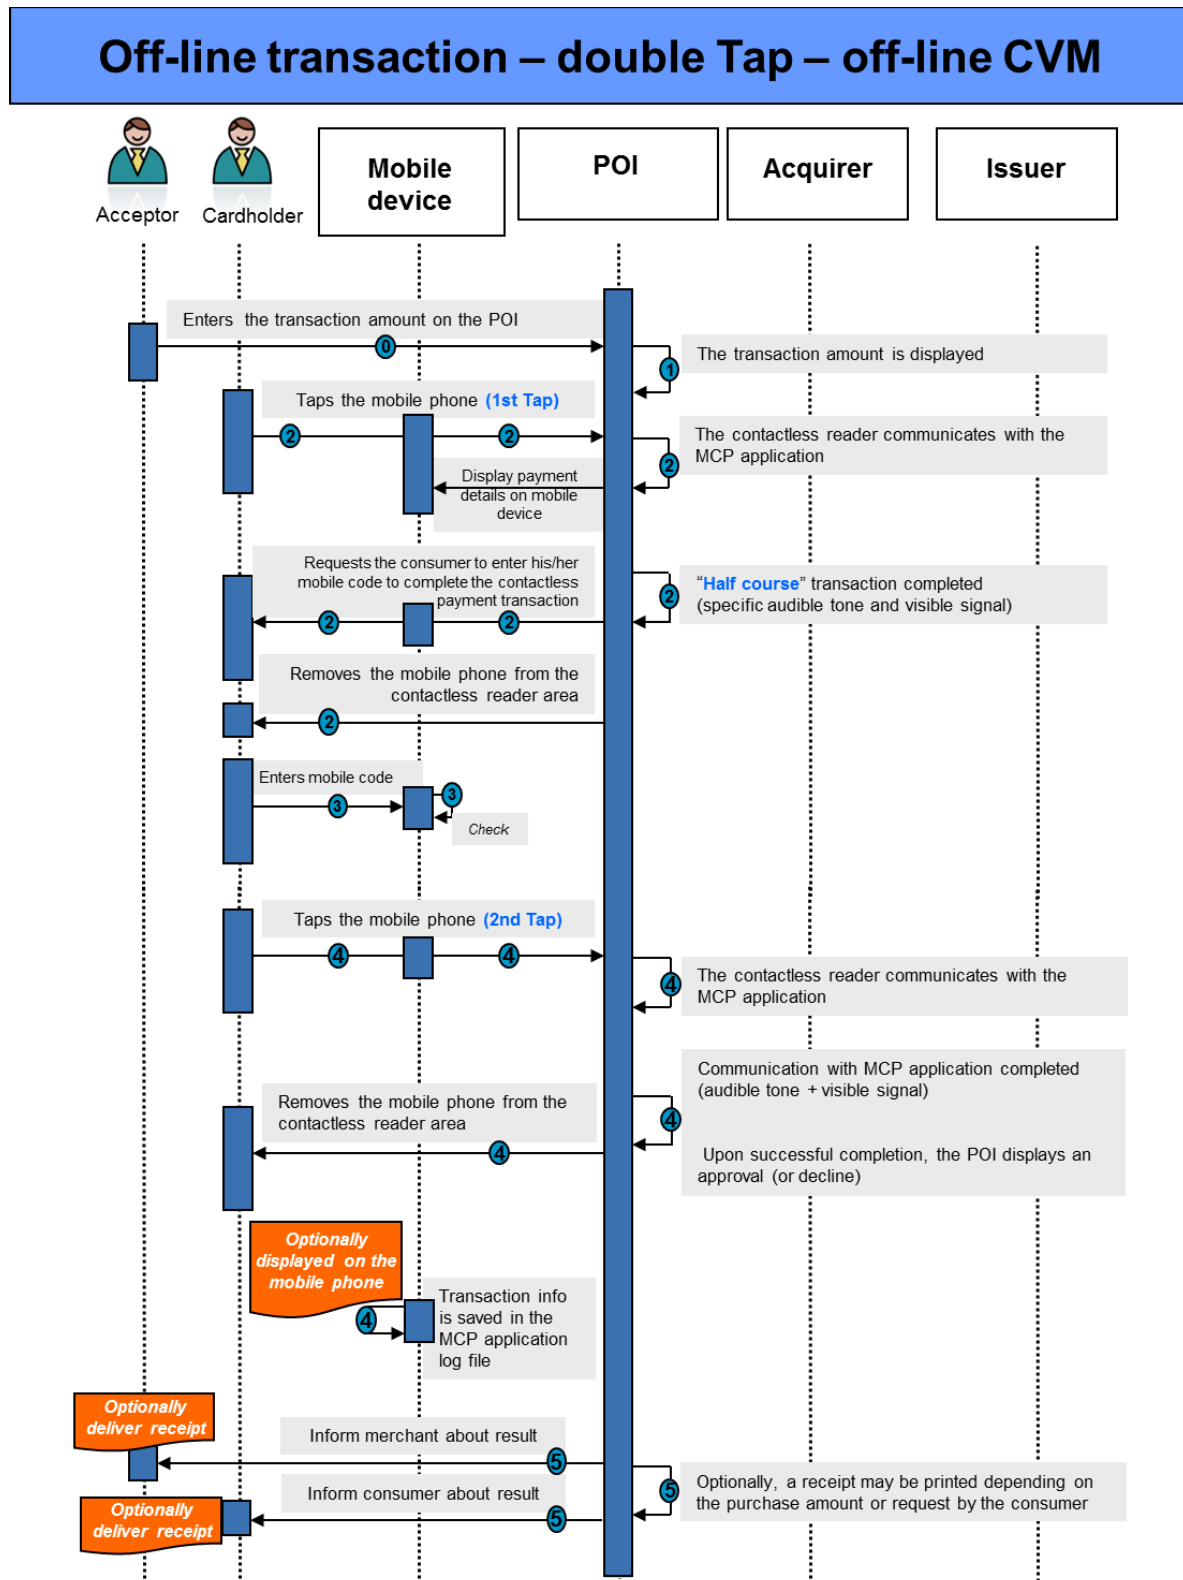 Off-line transaction – double Tap – off-line CVM
Acceptor
Cardholder
Mobile
device
POI
Acquirer
Issuer
Enters the transaction amount on the POI
0
The transaction amount is displayed
1
Taps the mobile phone (1st Tap)
2
2
The contactless reader communicates with the
MCP application
2
Display payment
details on mobile
device
Requests the consumer to enter his/her
mobile code to complete the contactless
payment transaction
2
2
“Half course” transaction completed
(specific audible tone and visible signal)
2
Removes the mobile phone from the
contactless reader area
2
Enters mobile code
3
3
Check
Taps the mobile phone (2nd Tap)
4
4
The contactless reader communicates with the
MCP application
4
Communication with MCP application completed
(audible tone + visible signal)
4
Upon successful completion, the POI displays an
approval (or decline)
Removes the mobile phone from the
contactless reader area
4
Optionally
displayed on the
mobile phone
4
Transaction info
is saved in the
MCP application
log file
Optionally
deliver receipt
Inform merchant about result
5
Optionally, a receipt may be printed depending on
the purchase amount or request by the consumer
5
Inform consumer about result
5
Optionally
deliver receipt